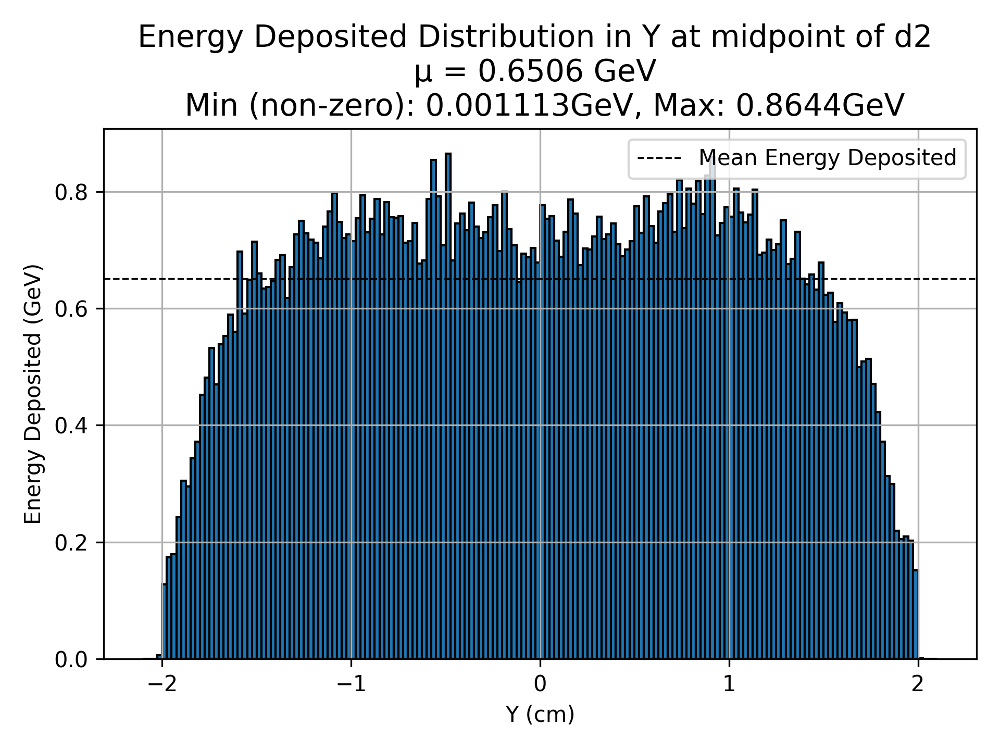 Energy Deposited Distribution in Y at midpoint of d2
μ = 0.6506 GeV
Min (non-zero): 0.001113GeV, Max: 0.8644GeV
Mean Energy Deposited
Energy Deposited (GeV)
0.8
0.6
0.4
0.2
0.0
−2 −1 0 1 2
Y (cm)